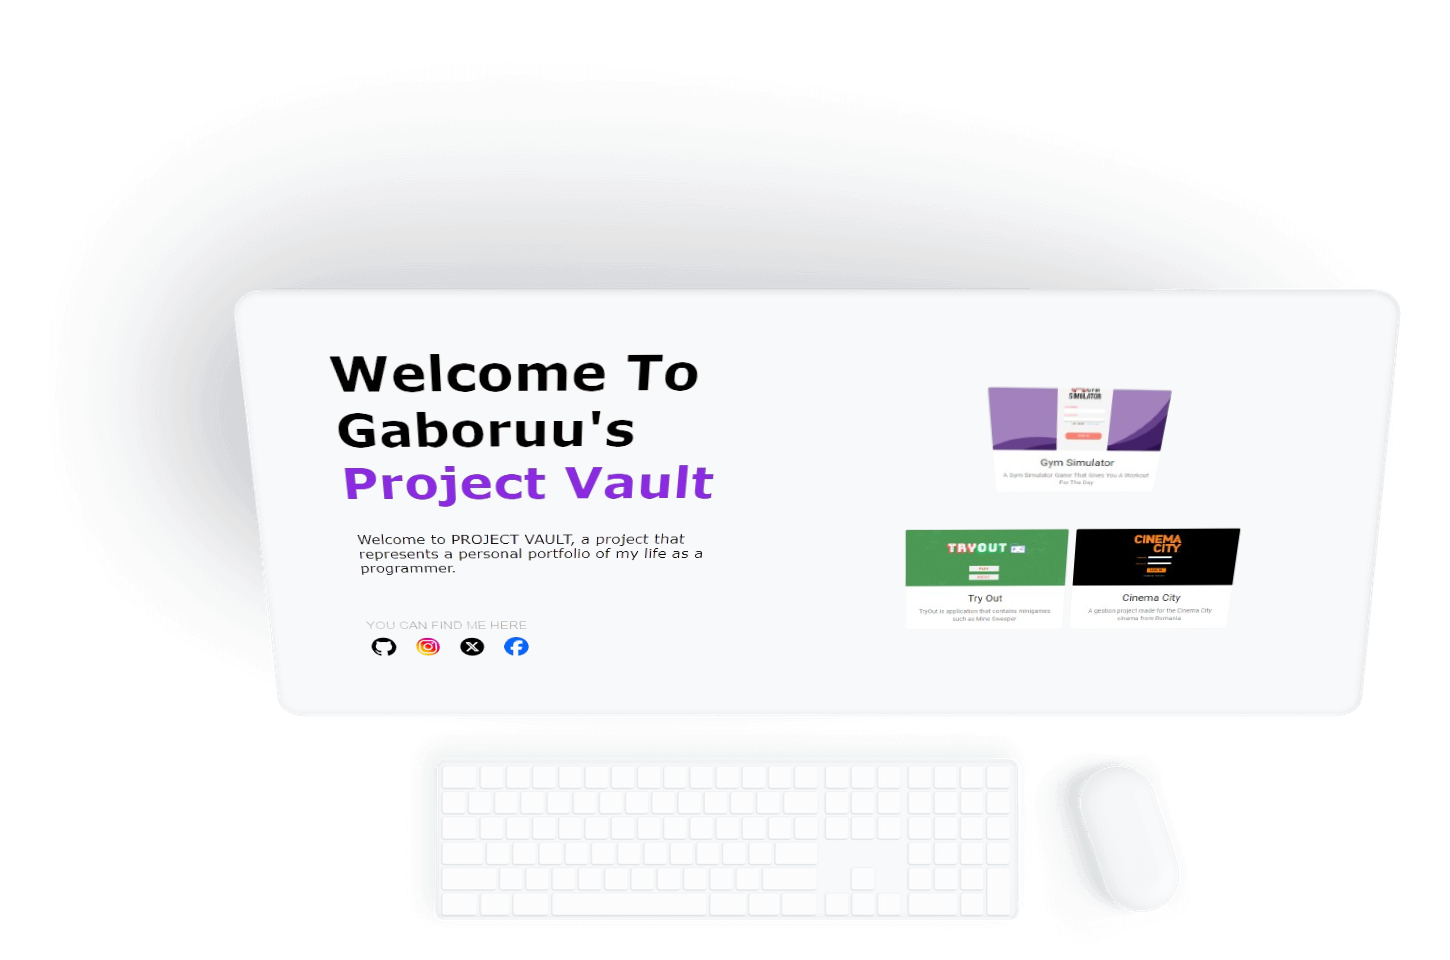 Welcome To
Gaboruu's
Project Vault
Welcome to PROJECT VAULT, a project that
represents a personal portfolio of my life as a
programmer.
YOU CAN FIND ME HERE
SIMULATOR
Gym Simulator
A Gym Simulator Game That Gives You A Workout
For The Day
TRYOUT
PLAY
Try Out
TryOut is application that contains minigames
such as Mine Sweeper
CINEMA
CITY
Cinema City
A gestion project made for the Cinema City
cinema from Romania